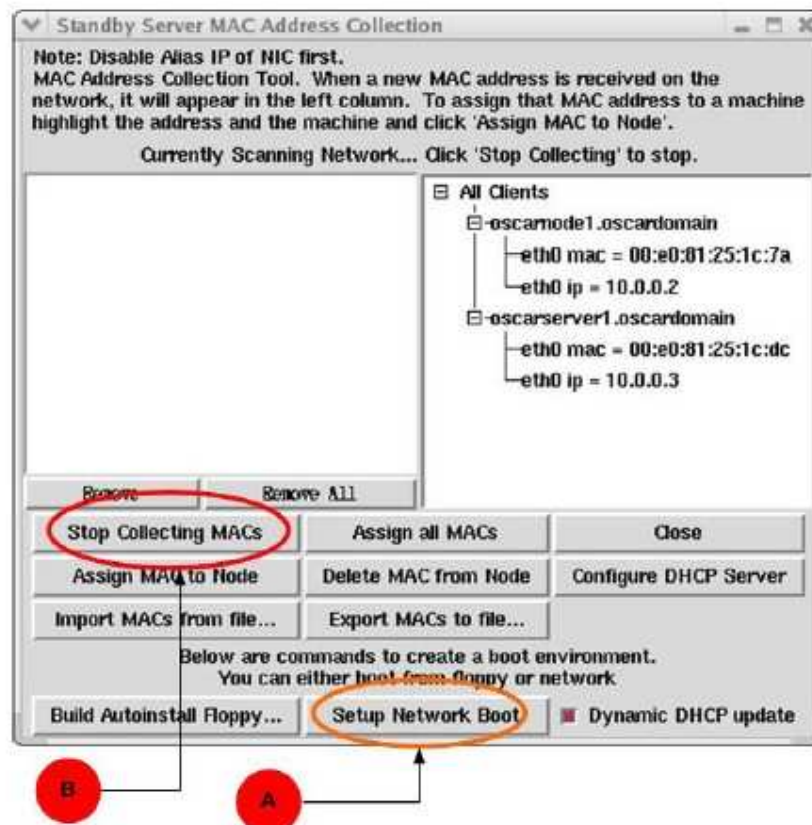 Standby Server MAC Address Collection
Note: Disable Alias IP of NIC first.
MAC Address Collection Tool. When a new MAC address is received on the
network, it will appear in the left column. To assign that MAC address to a machine
highlight the address and the machine and click 'Assign MAC to Node'.
Currently Scanning Network... Click 'Stop Collecting' to stop.
All Clients
oscarnode1.oscardomain
eth0 mac = 00:e0:81:25:1c:7a
eth0 ip = 10.0.0.2
oscarserver1.oscardomain
eth0 mac = 00:e0:81:25:1c:dc
eth0 ip = 10.0.0.3
Remove Remove All
Stop Collecting MACs Assign all MACs Close
Assign MAC to Node Delete MAC from Node Configure DHCP Server
Import MACs from file... Export MACs to file...
Below are commands to create a boot environment.
You can either boot from floppy or network
Build Autoinstall Floppy... Setup Network Boot Dynamic DHCP update
B
A